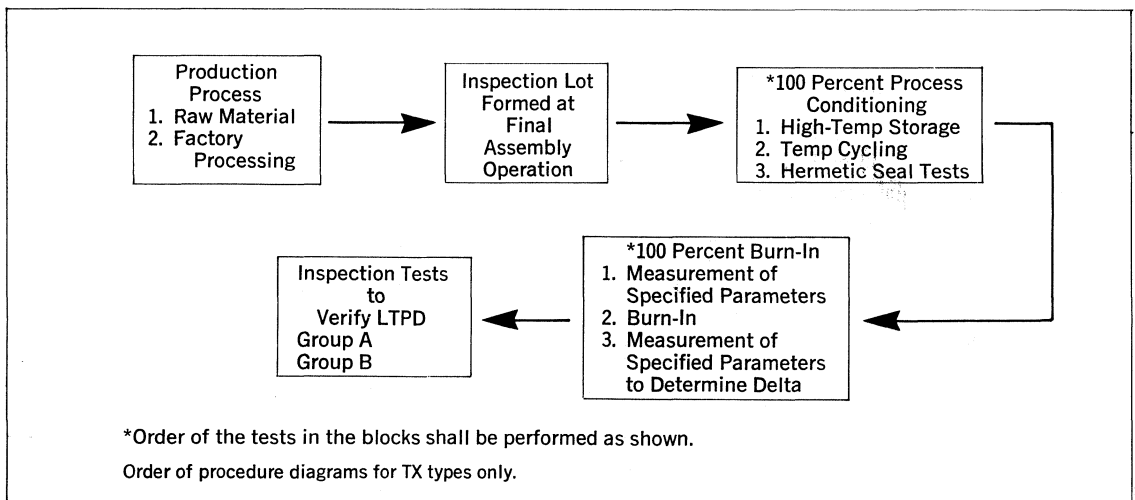 Production
Process
1. Raw Material
2. Factory
Processing
Inspection Lot
Formed at
Final
Assembly
Operation
*100 Percent Process
Conditioning
1. High-Temp Storage
2. Temp Cycling
3. Hermetic Seal Tests
*100 Percent Burn-In
1. Measurement of
Specified Parameters
2. Burn-In
3. Measurement of
Specified Parameters
to Determine Delta
Inspection Tests
to
Verify LTPD
Group A
Group B
*Order of the tests in the blocks shall be performed as shown.
Order of procedure diagrams for TX types only.